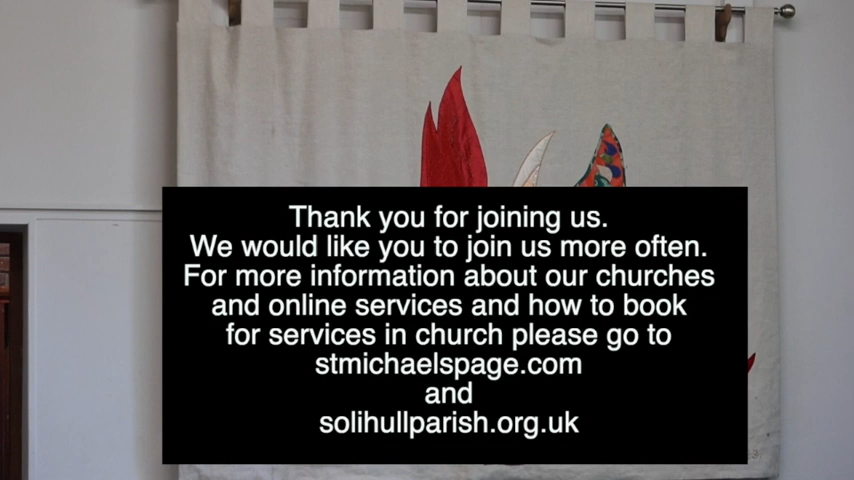 Thank you for joining us.
We would like you to join us more often.
For more information about our churches
and online services and how to book
for services in church please go to
stmichaelspage.com
and
solihullparish.org.uk